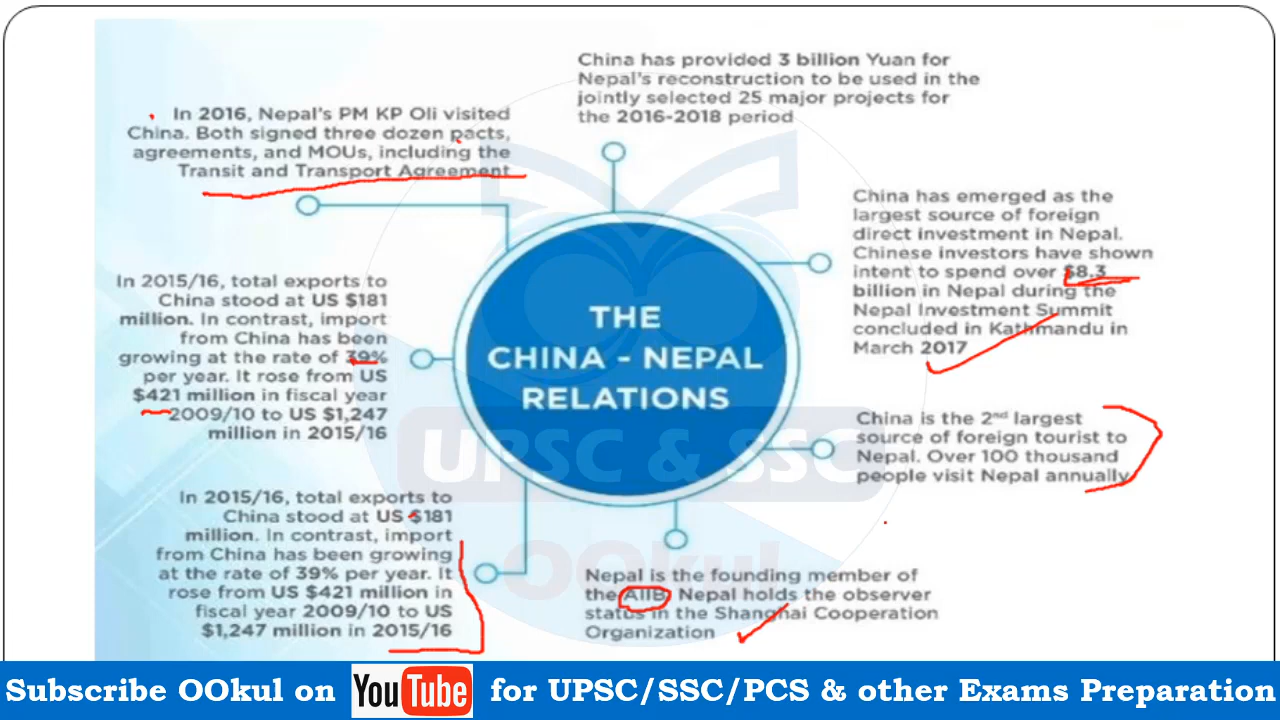 China has provided 3 billion Yuan for
Nepal's reconstruction to be used in the
jointly selected 25 major projects for
the 2016-2018 period
In 2016, Nepal's PM KP Oli visited
China. Both signed three dozen pacts,
agreements, and MOUs, including the
Transit and Transport Agreement
China has emerged as the
largest source of foreign
direct investment in Nepal.
Chinese investors have shown
intent to spend over $8.3
billion in Nepal during the
Nepal Investment Summit
concluded in Kathmandu in
March 2017
In 2015/16, total exports to
China stood at US $181
million. In contrast, import
from China has been
growing at the rate of 39%
per year. It rose from US
$421 million in fiscal year
2009/10 to US $1,247
million in 2015/16
THE
CHINA - NEPAL
RELATIONS
China is the 2nd largest
source of foreign tourist to
Nepal. Over 100 thousand
people visit Nepal annually
UPSC & SSC
In 2015/16, total exports to
China stood at US $181
million. In contrast, import
from China has been growing
at the rate of 39% per year. It
rose from US $421 million in
fiscal year 2009/10 to US
$1,247 million in 2015/16
OOkul
Nepal is the founding member of
the AIIB. Nepal holds the observer
status in the Shanghai Cooperation
Organization
Subscribe OOkul on YouTube for UPSC/SSC/PCS & other Exams Preparation